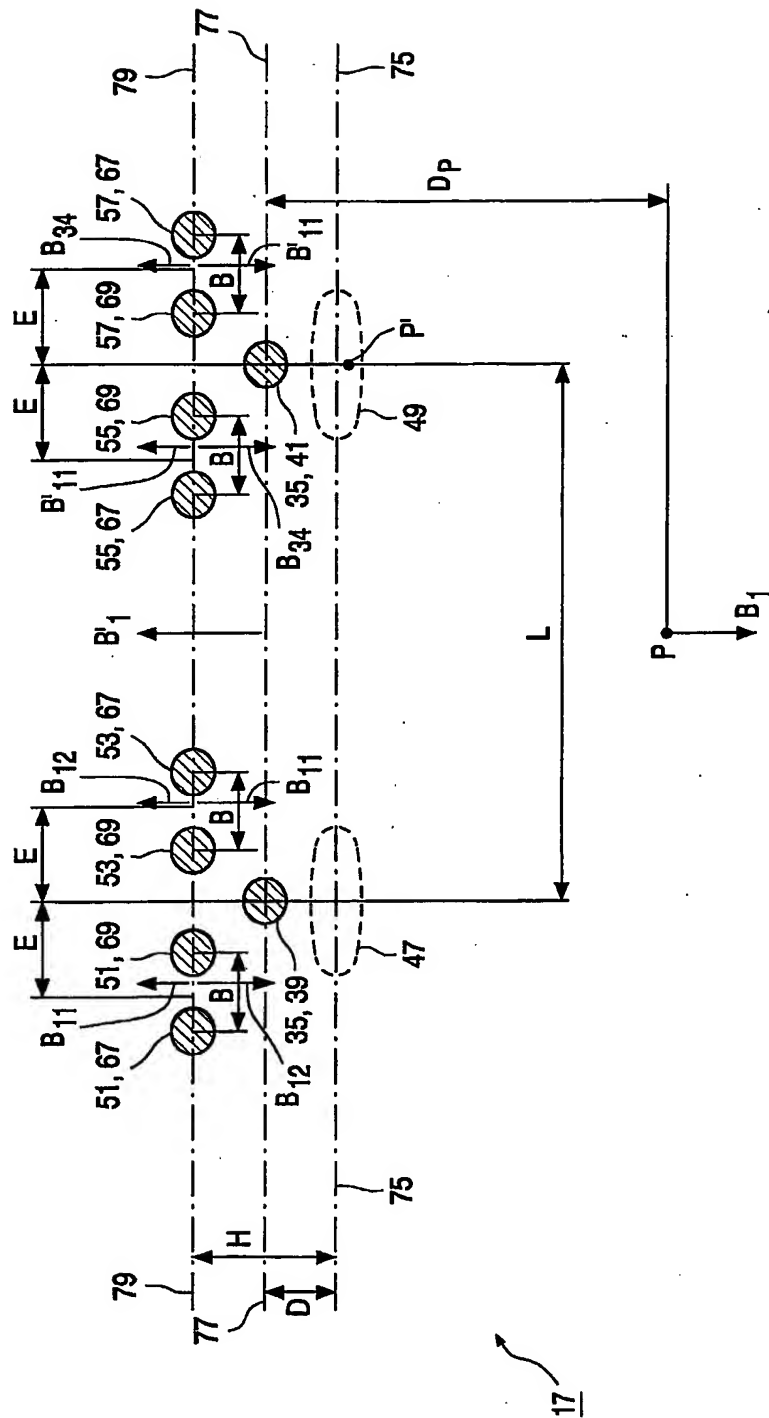 79
77
75
D_P
57, 67
B_34
B'_11
57, 69
B
P'
E
E
49
55, 69
B
35, 41
B'_11
B_34
55, 67
B'_1
L
P
B_1
53, 67
B_12
B_11
53, 69
B
E
E
47
51, 69
B
35, 39
B_11
B_12
51, 67
75
H
D
79
77
17